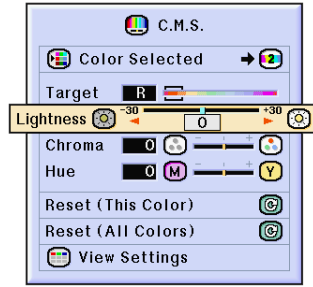 C.M.S.
Color Selected 2
Target R
-30 +30
Lightness 0
Chroma 0 - +
Hue 0 M - + Y
Reset (This Color)
Reset (All Colors)
View Settings